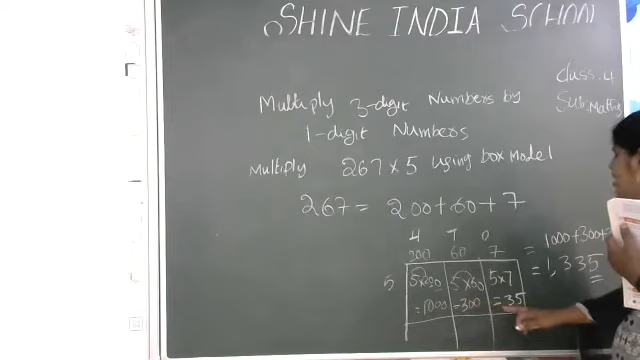 SHINE INDIA SCHOOL
Class-4
Sub: Maths
Multiply 3-digit Numbers by
1-digit Numbers
Multiply 267 × 5 using box Model
267 = 200 + 60 + 7
4 7 0
200 60 7
= 1000 + 300 +
5 5×200 5×60 5×7
= 1,335
=1000 =300 =35